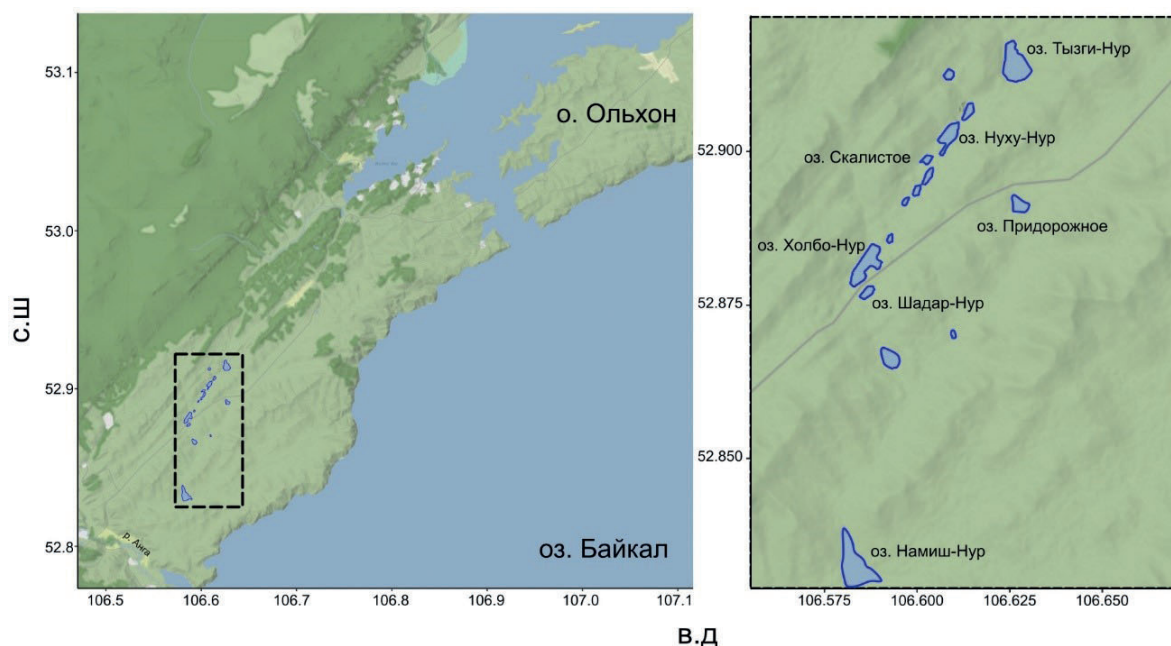 53.1
53.0
52.9
52.8
с.ш
о. Ольхон
оз. Байкал
р. Анга
106.5 106.6 106.7 106.8 106.9 107.0 107.1
в.д
оз. Тызги-Нур
оз. Нуху-Нур
оз. Скалистое
оз. Придорожное
оз. Холбо-Нур
оз. Шадар-Нур
оз. Намиш-Нур
52.900
52.875
52.850
106.575 106.600 106.625 106.650